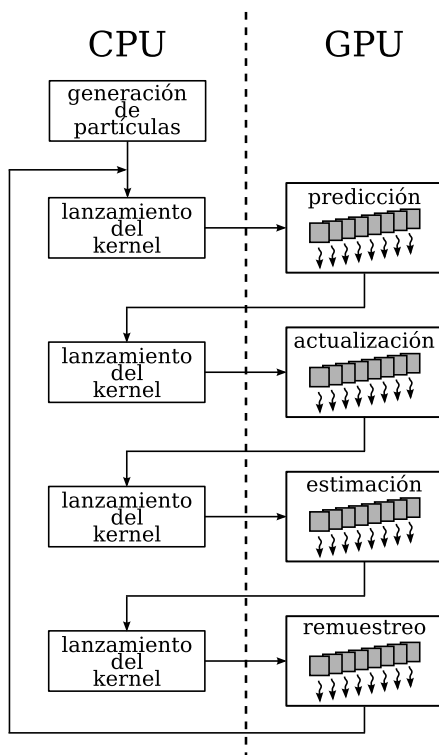 CPU
GPU
generación
de
partículas
lanzamiento
del
kernel
predicción
lanzamiento
del
kernel
actualización
lanzamiento
del
kernel
estimación
lanzamiento
del
kernel
remuestreo